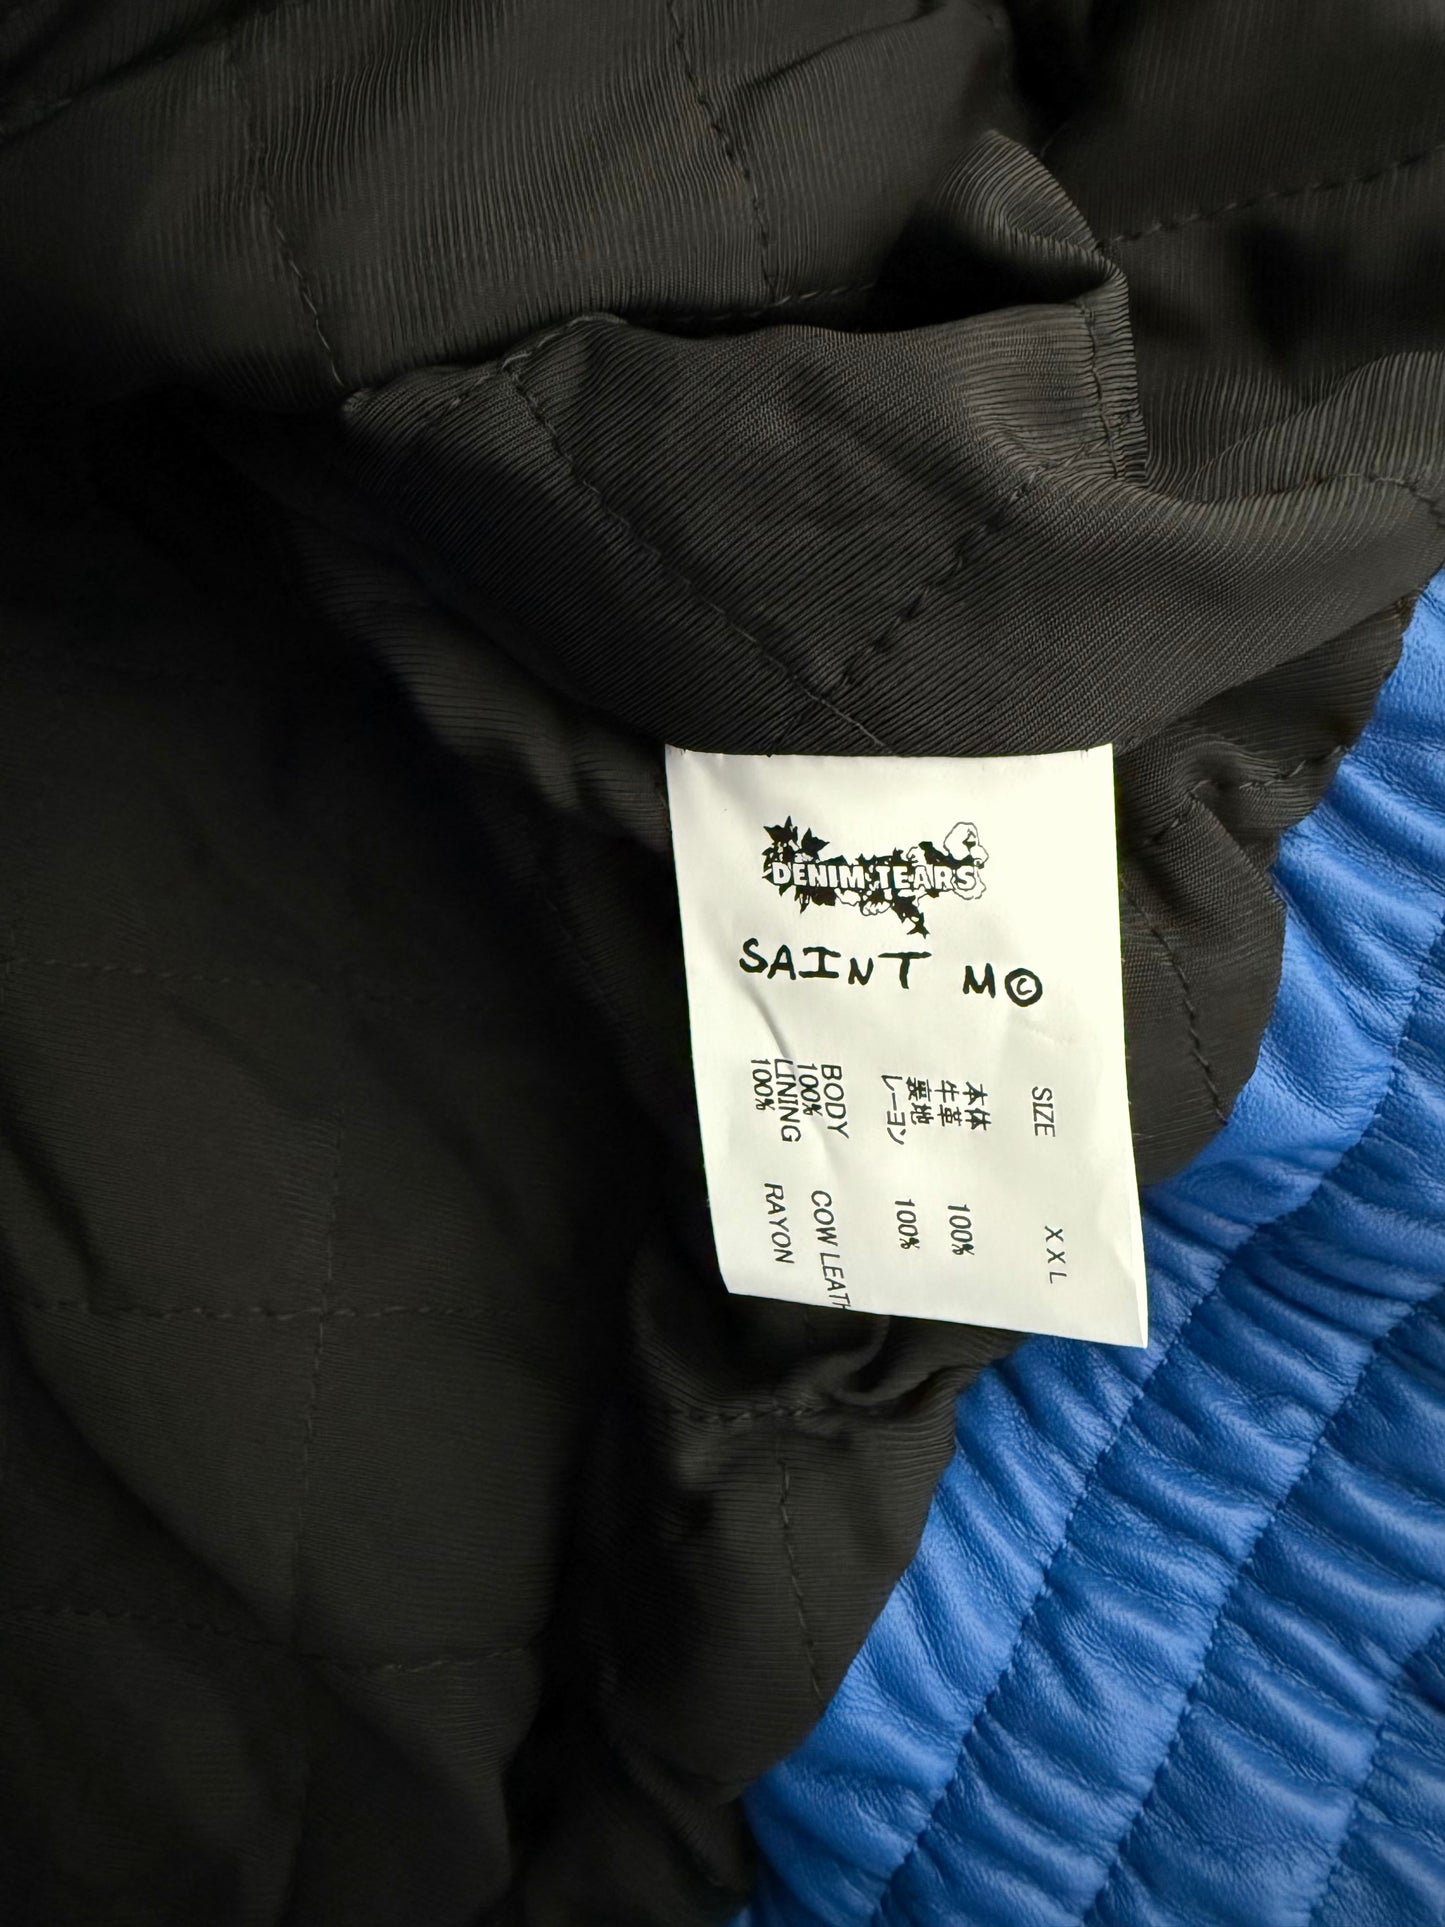 DENIM TEARS
SAINT M©
SIZE XXL
本体
牛革 100%
裏地
レーヨン 100%
BODY
100% COW LEATH
LINING
100% RAYON